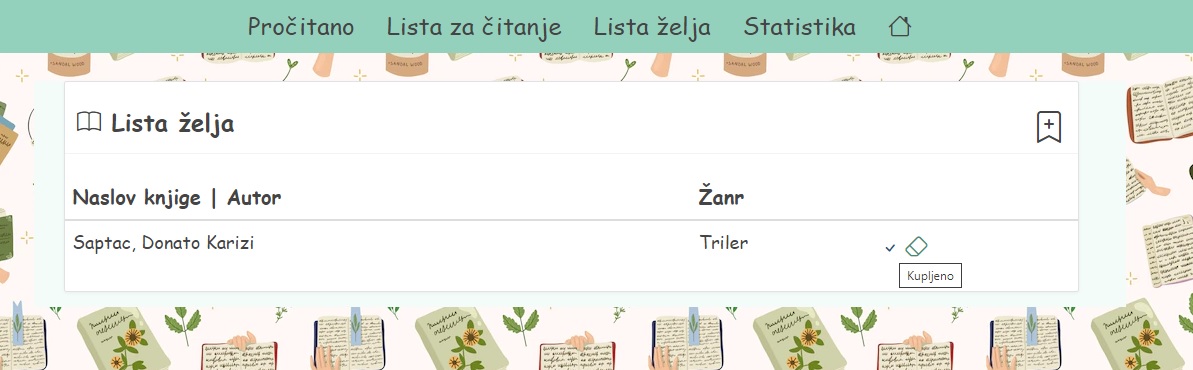 Pročitano Lista za čitanje Lista želja Statistika
Lista želja
Naslov knjige | Autor Žanr
Saptac, Donato Karizi Triler
Kupljeno